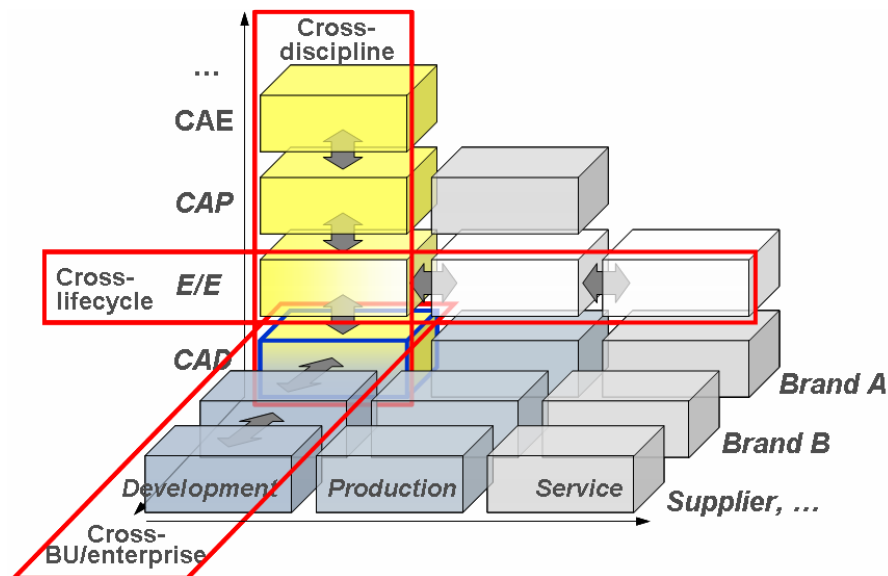 Cross-
discipline
...
CAE
CAP
Cross-
lifecycle
E/E
CAD
Brand A
Brand B
Development
Production
Service
Supplier, ...
Cross-
BU/enterprise